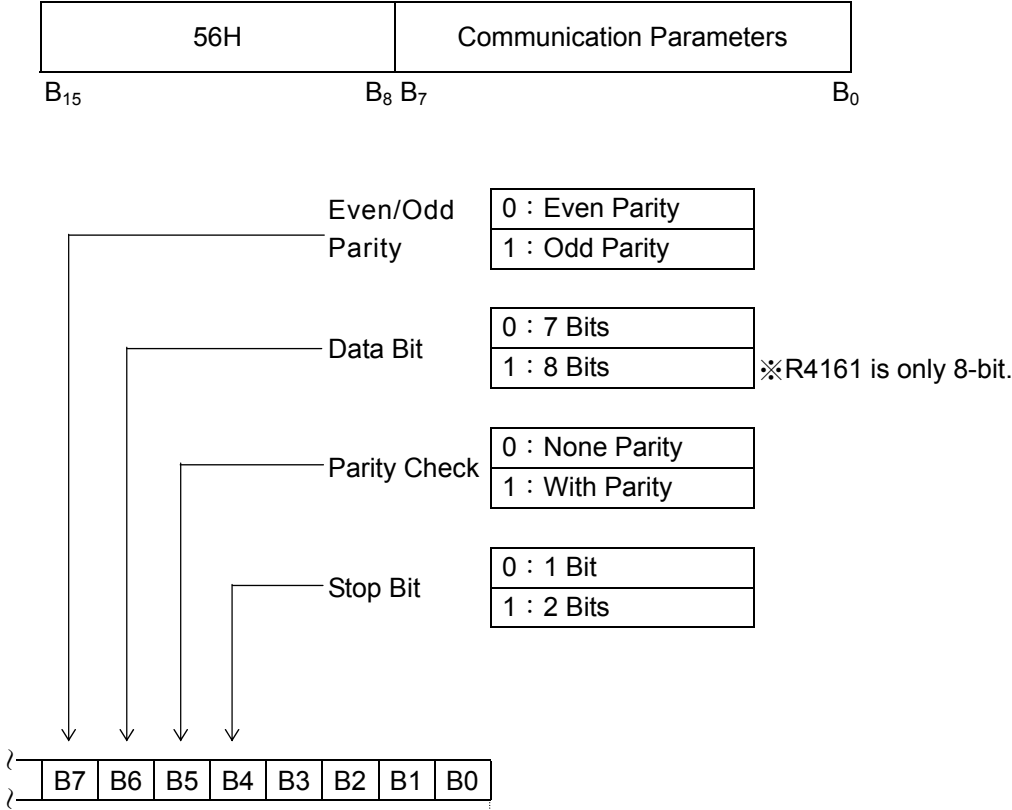 56H Communication Parameters
B15 B8 B7 B0
Even/Odd
Parity
0：Even Parity
1：Odd Parity
Data Bit
0：7 Bits
1：8 Bits
※R4161 is only 8-bit.
Parity Check
0：None Parity
1：With Parity
Stop Bit
0：1 Bit
1：2 Bits
B7 B6 B5 B4 B3 B2 B1 B0